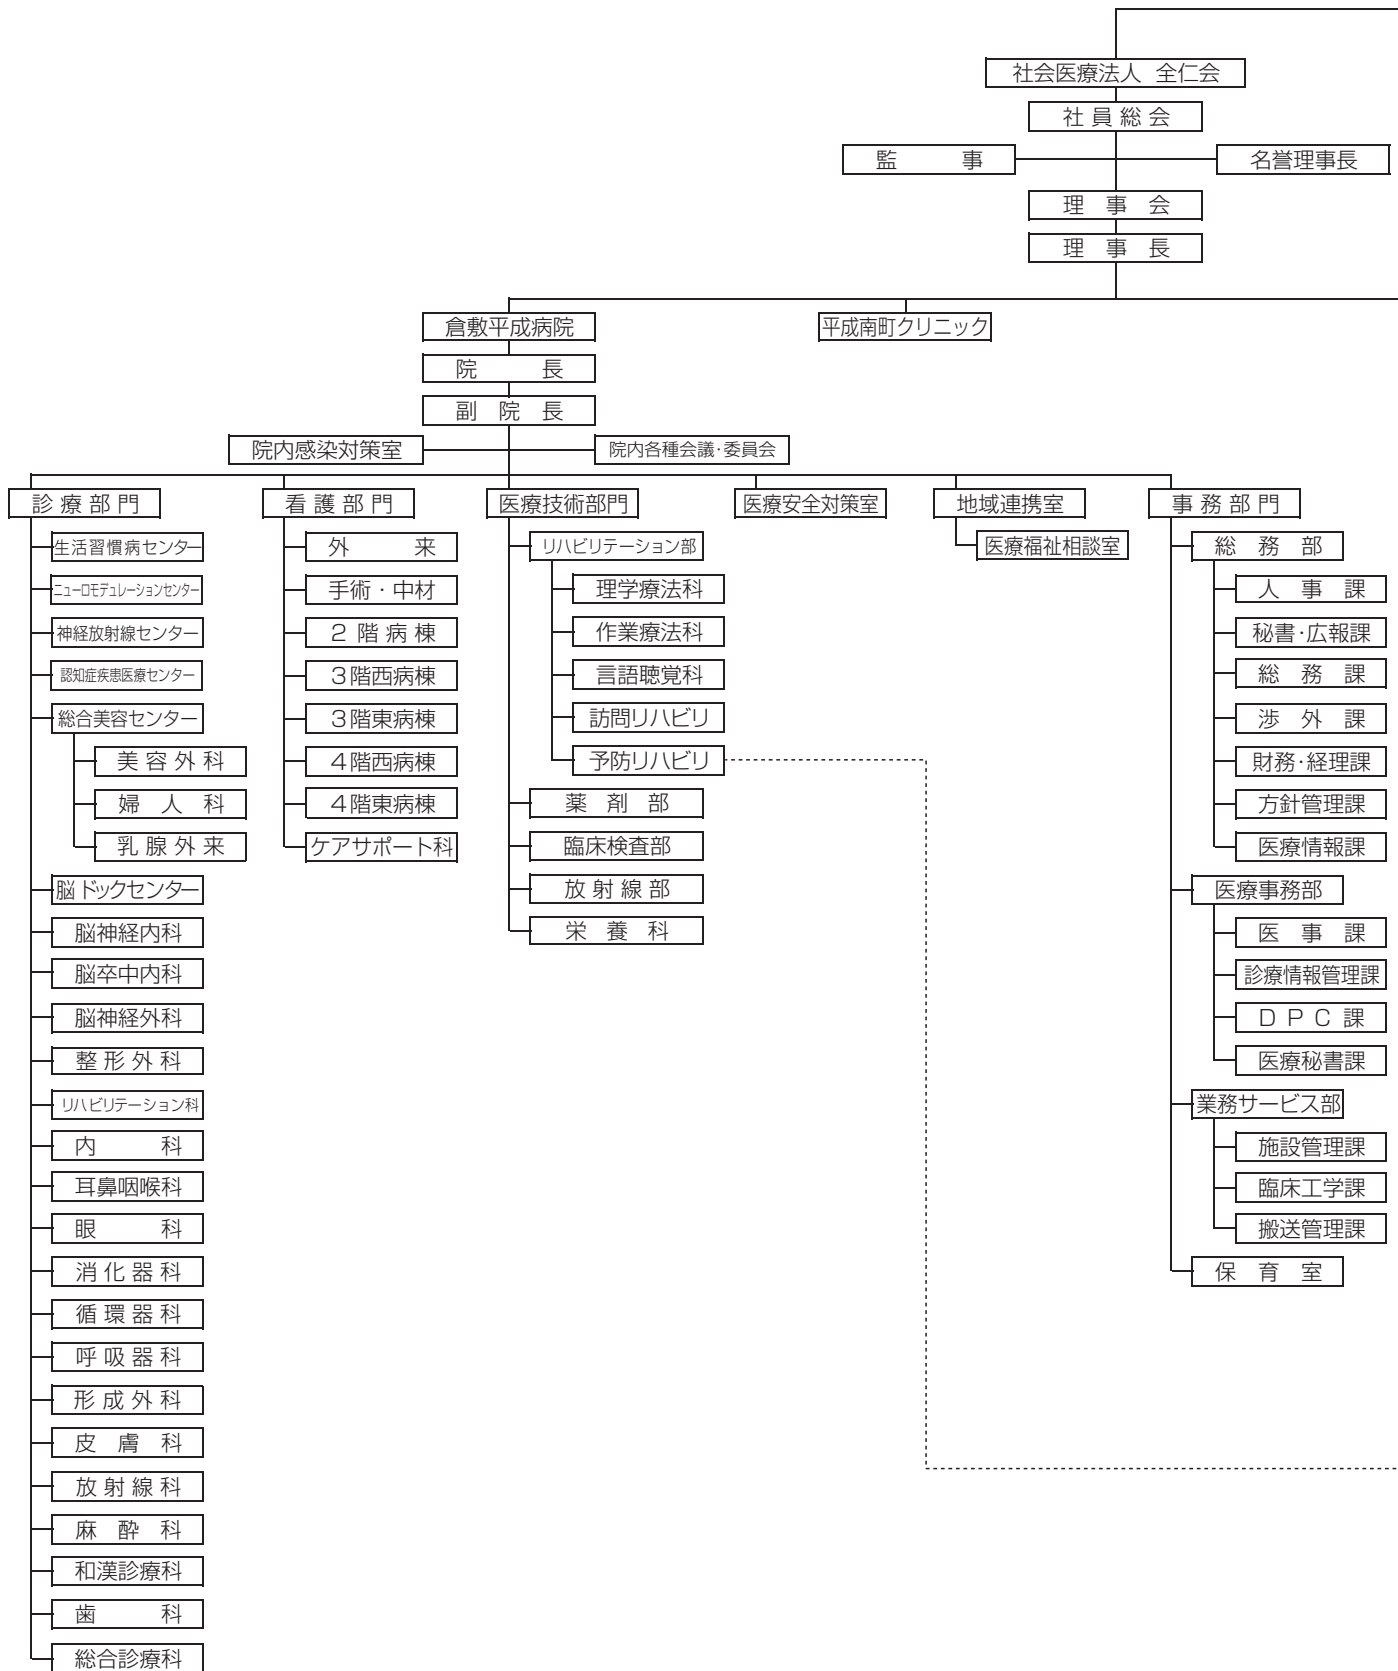 社会医療法人 全仁会
社員総会
監事
名誉理事長
理事会
理事長
倉敷平成病院
平成南町クリニック
院長
副院長
院内感染対策室
院内各種会議・委員会
診療部門
生活習慣病センター
ニューロモデュレーションセンター
神経放射線センター
認知症疾患医療センター
総合美容センター
美容外科
婦人科
乳腺外来
脳ドックセンター
脳神経内科
脳卒中内科
脳神経外科
整形外科
リハビリテーション科
内科
耳鼻咽喉科
眼科
消化器科
循環器科
呼吸器科
形成外科
皮膚科
放射線科
麻酔科
和漢診療科
歯科
総合診療科
看護部門
外来
手術・中材
2階病棟
3階西病棟
3階東病棟
4階西病棟
4階東病棟
ケアサポート科
医療技術部門
リハビリテーション部
理学療法科
作業療法科
言語聴覚科
訪問リハビリ
予防リハビリ
薬剤部
臨床検査部
放射線部
栄養科
医療安全対策室
地域連携室
医療福祉相談室
事務部門
総務部
人事課
秘書・広報課
総務課
渉外課
財務・経理課
方針管理課
医療情報課
医療事務部
医事課
診療情報管理課
DPC課
医療秘書課
業務サービス部
施設管理課
臨床工学課
搬送管理課
保育室